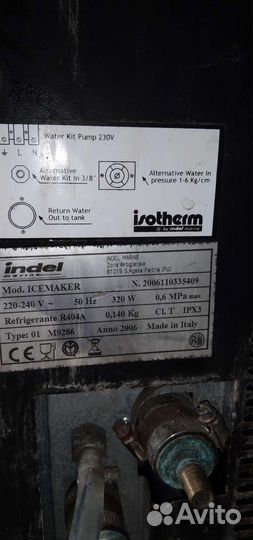 Water Kit Pump 230V
L N
Alternative
Water Kit In 3/8"
Alternative Water In
pressure 1-6 Kg/cm
Return Water
Out to tank
isotherm
by indel marine
indel
marine
INDEL MARINE
Zona Artigianale
61019 S.Agata Feltria (PU)
Mod. ICEMAKER N. 2006110335409
220-240 V ~ 50 Hz 320 W 0,6 MPa max
Refrigerante R404A 0,140 Kg CL T IPX3
Type: 01 M9286 Anno 2006 Made in Italy
CE
Avito